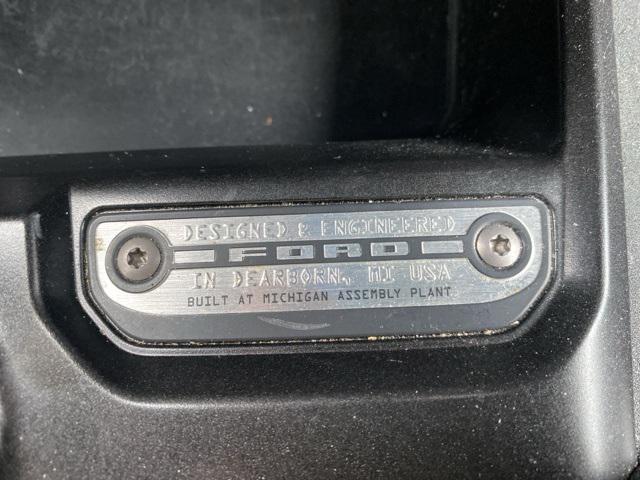 DESIGNED & ENGINEERED
FORD
IN DEARBORN, MI USA
BUILT AT MICHIGAN ASSEMBLY PLANT